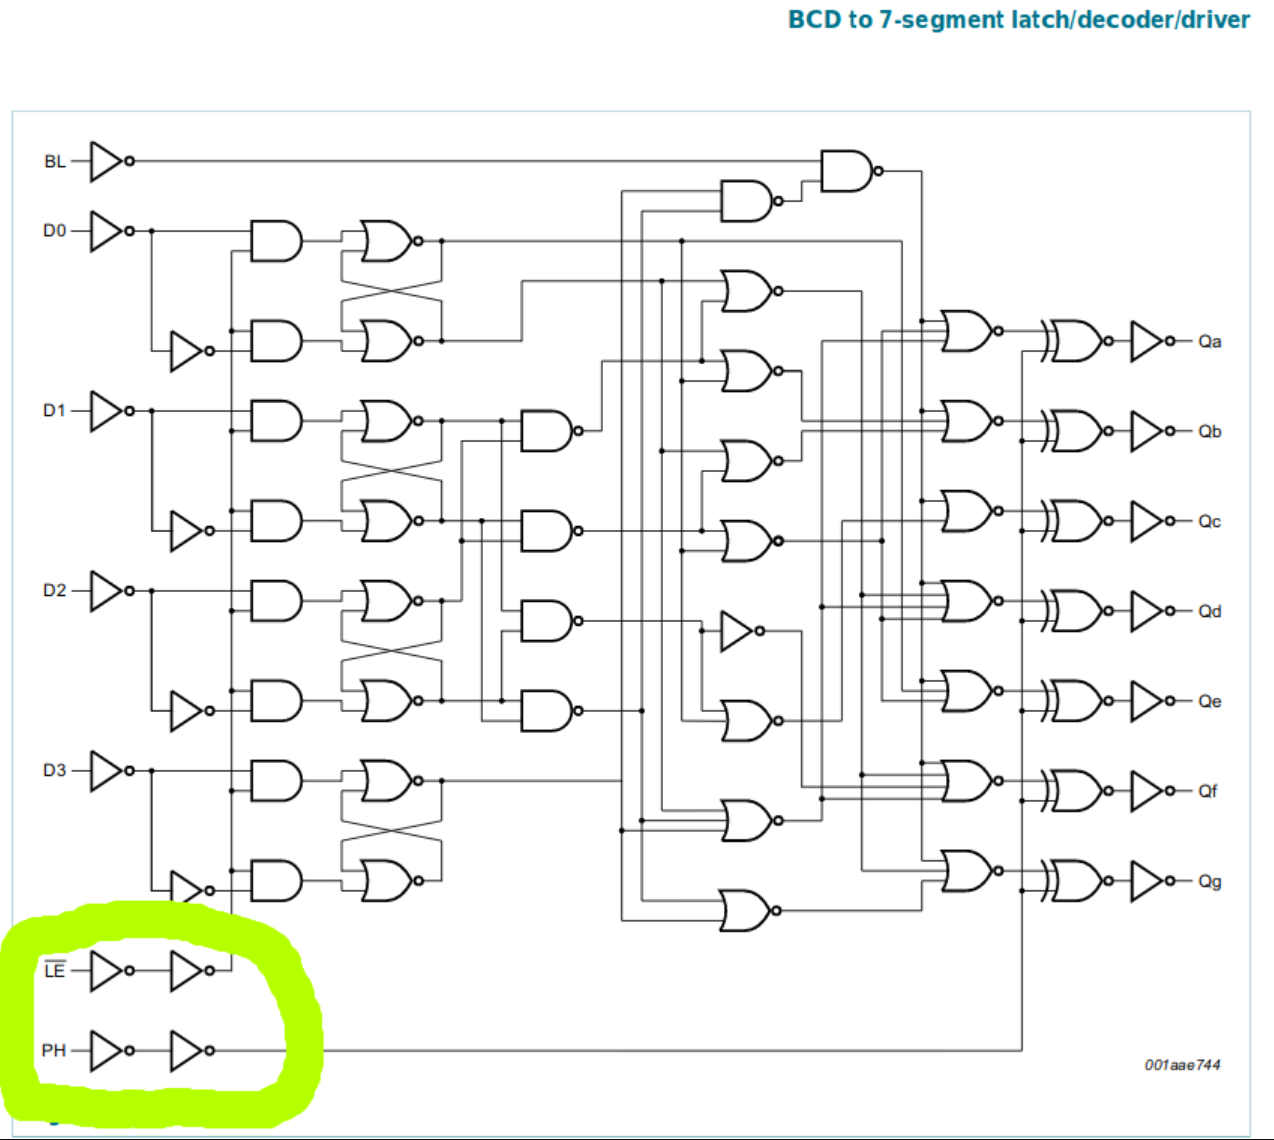 BCD to 7-segment latch/decoder/driver
BL
D0
Qa
D1
Qb
Qc
D2
Qd
Qe
D3
Qf
Qg
L̅E̅
PH
001aae744